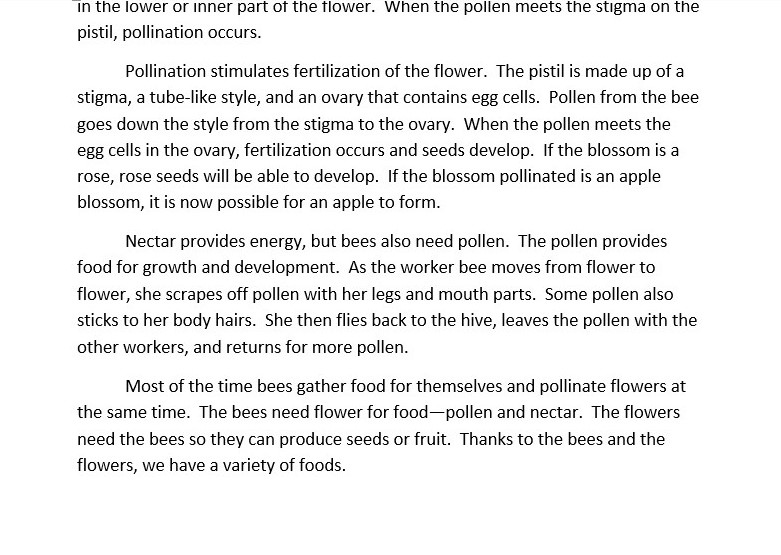 in the lower or inner part of the flower.  When the pollen meets the stigma on the
pistil, pollination occurs.
Pollination stimulates fertilization of the flower.  The pistil is made up of a
stigma, a tube-like style, and an ovary that contains egg cells.  Pollen from the bee
goes down the style from the stigma to the ovary.  When the pollen meets the
egg cells in the ovary, fertilization occurs and seeds develop.  If the blossom is a
rose, rose seeds will be able to develop.  If the blossom pollinated is an apple
blossom, it is now possible for an apple to form.
Nectar provides energy, but bees also need pollen.  The pollen provides
food for growth and development.  As the worker bee moves from flower to
flower, she scrapes off pollen with her legs and mouth parts.  Some pollen also
sticks to her body hairs.  She then flies back to the hive, leaves the pollen with the
other workers, and returns for more pollen.
Most of the time bees gather food for themselves and pollinate flowers at
the same time.  The bees need flower for food—pollen and nectar.  The flowers
need the bees so they can produce seeds or fruit.  Thanks to the bees and the
flowers, we have a variety of foods.